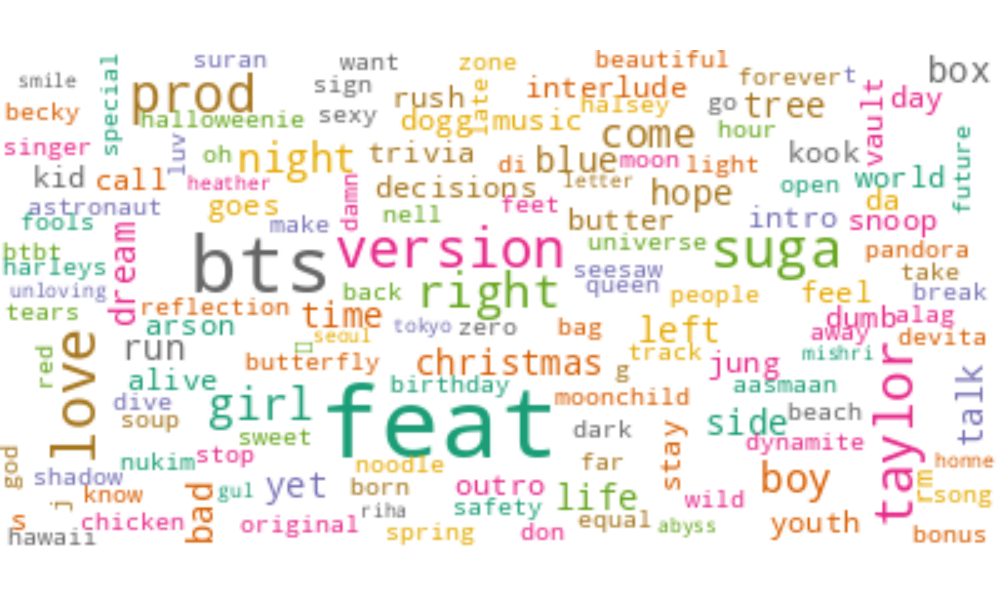 suran want zone beautiful
smile special prod sign rush late interlude halsey forevert box
becky halloweenie sexy dogg music go tree vault day
singer luv oh night trivia di blue come moon light hour kook future
kid call heather damn decisions letter hope open world
astronaut goes nell feet butter intro da snoop
fools make universe
btbt dream bts version suga pandora
harleys seesaw take
unloving back right queen people feel break
tears reflection time dumb alag
arson tokyo zero bag left away devita
red love run seoul butterfly christmas g track jung mishri taylor talk
alive birthday moonchild aasmaan
dive girl feat side beach
soup sweet dark stay dynamite
god shadow nukim stop noodle far boy rm honne
j know bad gul yet born outro life wild song
s chicken original riha safety equal abyss youth
hawaii spring don bonus